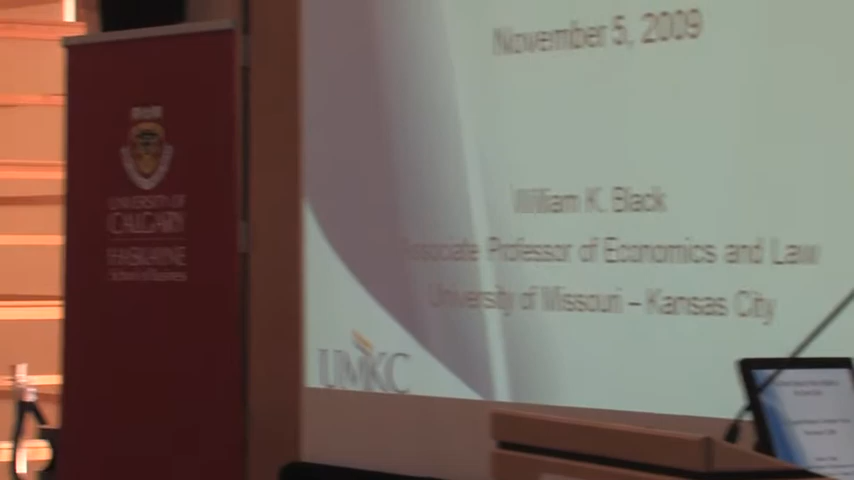 UNIVERSITY OF
CALGARY
HASKAYNE
School of Business
November 5, 2009
William K. Black
Associate Professor of Economics and Law
University of Missouri – Kansas City
UMKC